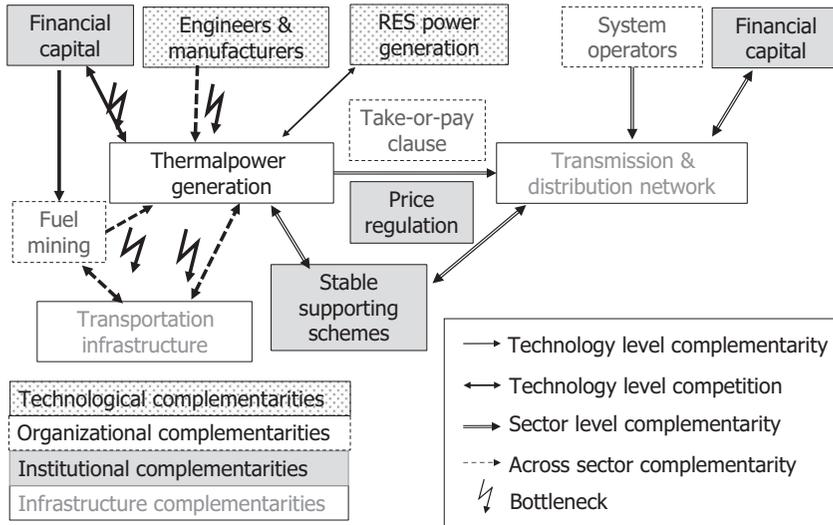 Financial
capital
Engineers &
manufacturers
RES power
generation
System
operators
Financial
capital
Take-or-pay
clause
Thermalpower
generation
Transmission &
distribution network
Price
regulation
Fuel
mining
Stable
supporting
schemes
Transportation
infrastructure
Technology level complementarity
Technology level competition
Sector level complementarity
Across sector complementarity
Bottleneck
Technological complementarities
Organizational complementarities
Institutional complementarities
Infrastructure complementarities